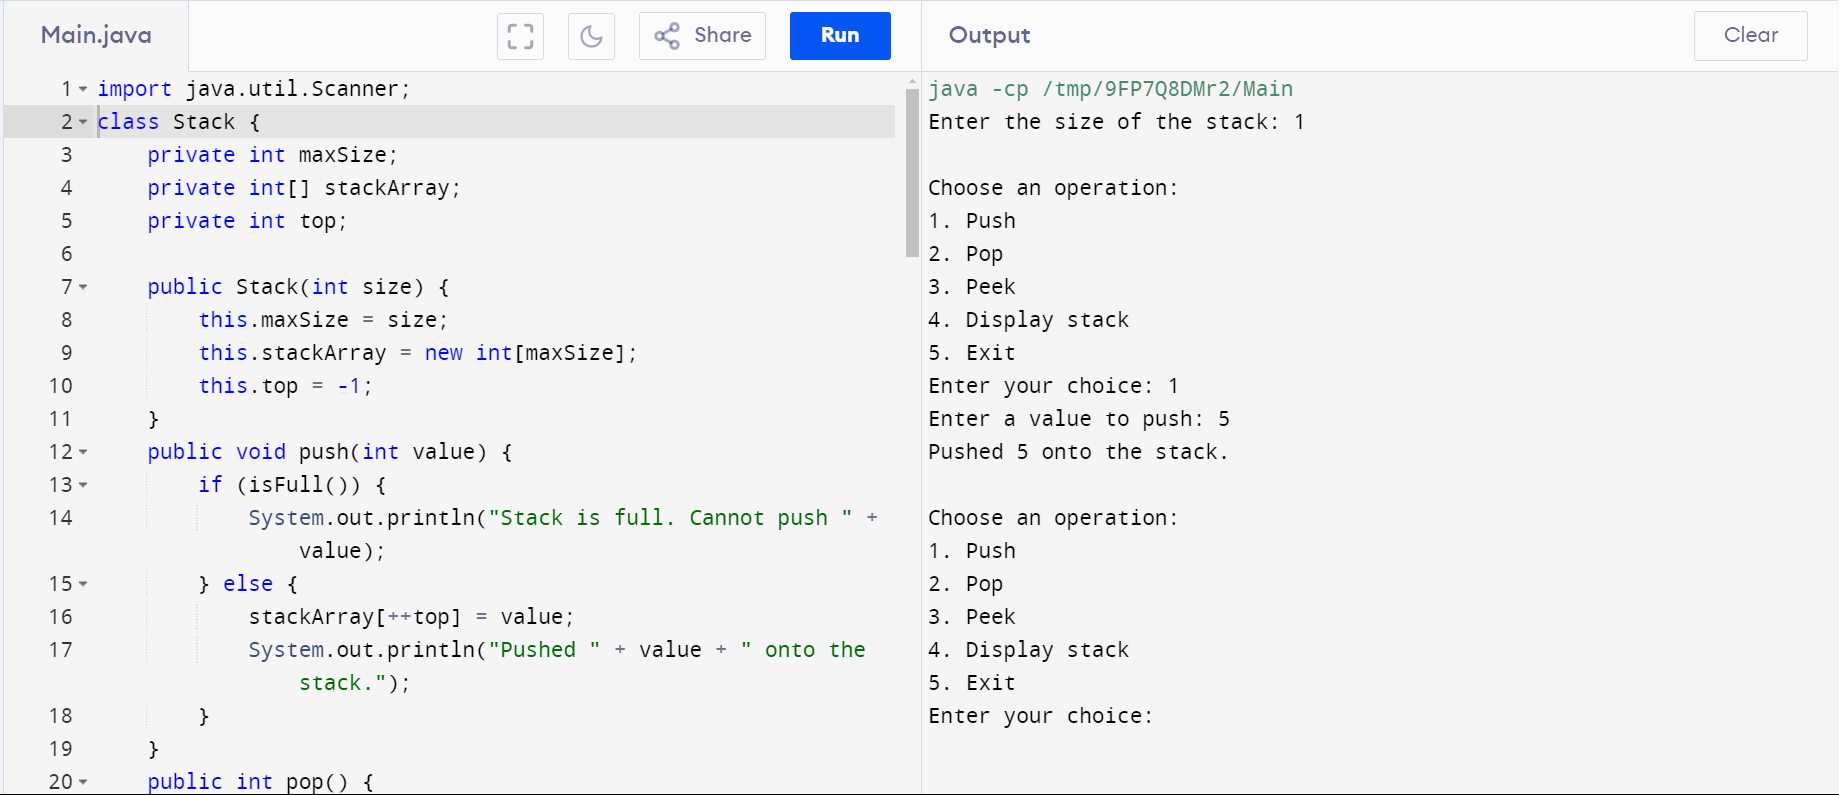 Main.java
Share
Run
1 import java.util.Scanner;
2 class Stack {
3     private int maxSize;
4     private int[] stackArray;
5     private int top;
6
7     public Stack(int size) {
8         this.maxSize = size;
9         this.stackArray = new int[maxSize];
10         this.top = -1;
11     }
12     public void push(int value) {
13         if (isFull()) {
14             System.out.println("Stack is full. Cannot push " +
                value);
15         } else {
16             stackArray[++top] = value;
17             System.out.println("Pushed " + value + " onto the
                stack.");
18         }
19     }
20     public int pop() {
Output
Clear
java -cp /tmp/9FP7Q8DMr2/Main
Enter the size of the stack: 1

Choose an operation:
1. Push
2. Pop
3. Peek
4. Display stack
5. Exit
Enter your choice: 1
Enter a value to push: 5
Pushed 5 onto the stack.

Choose an operation:
1. Push
2. Pop
3. Peek
4. Display stack
5. Exit
Enter your choice: